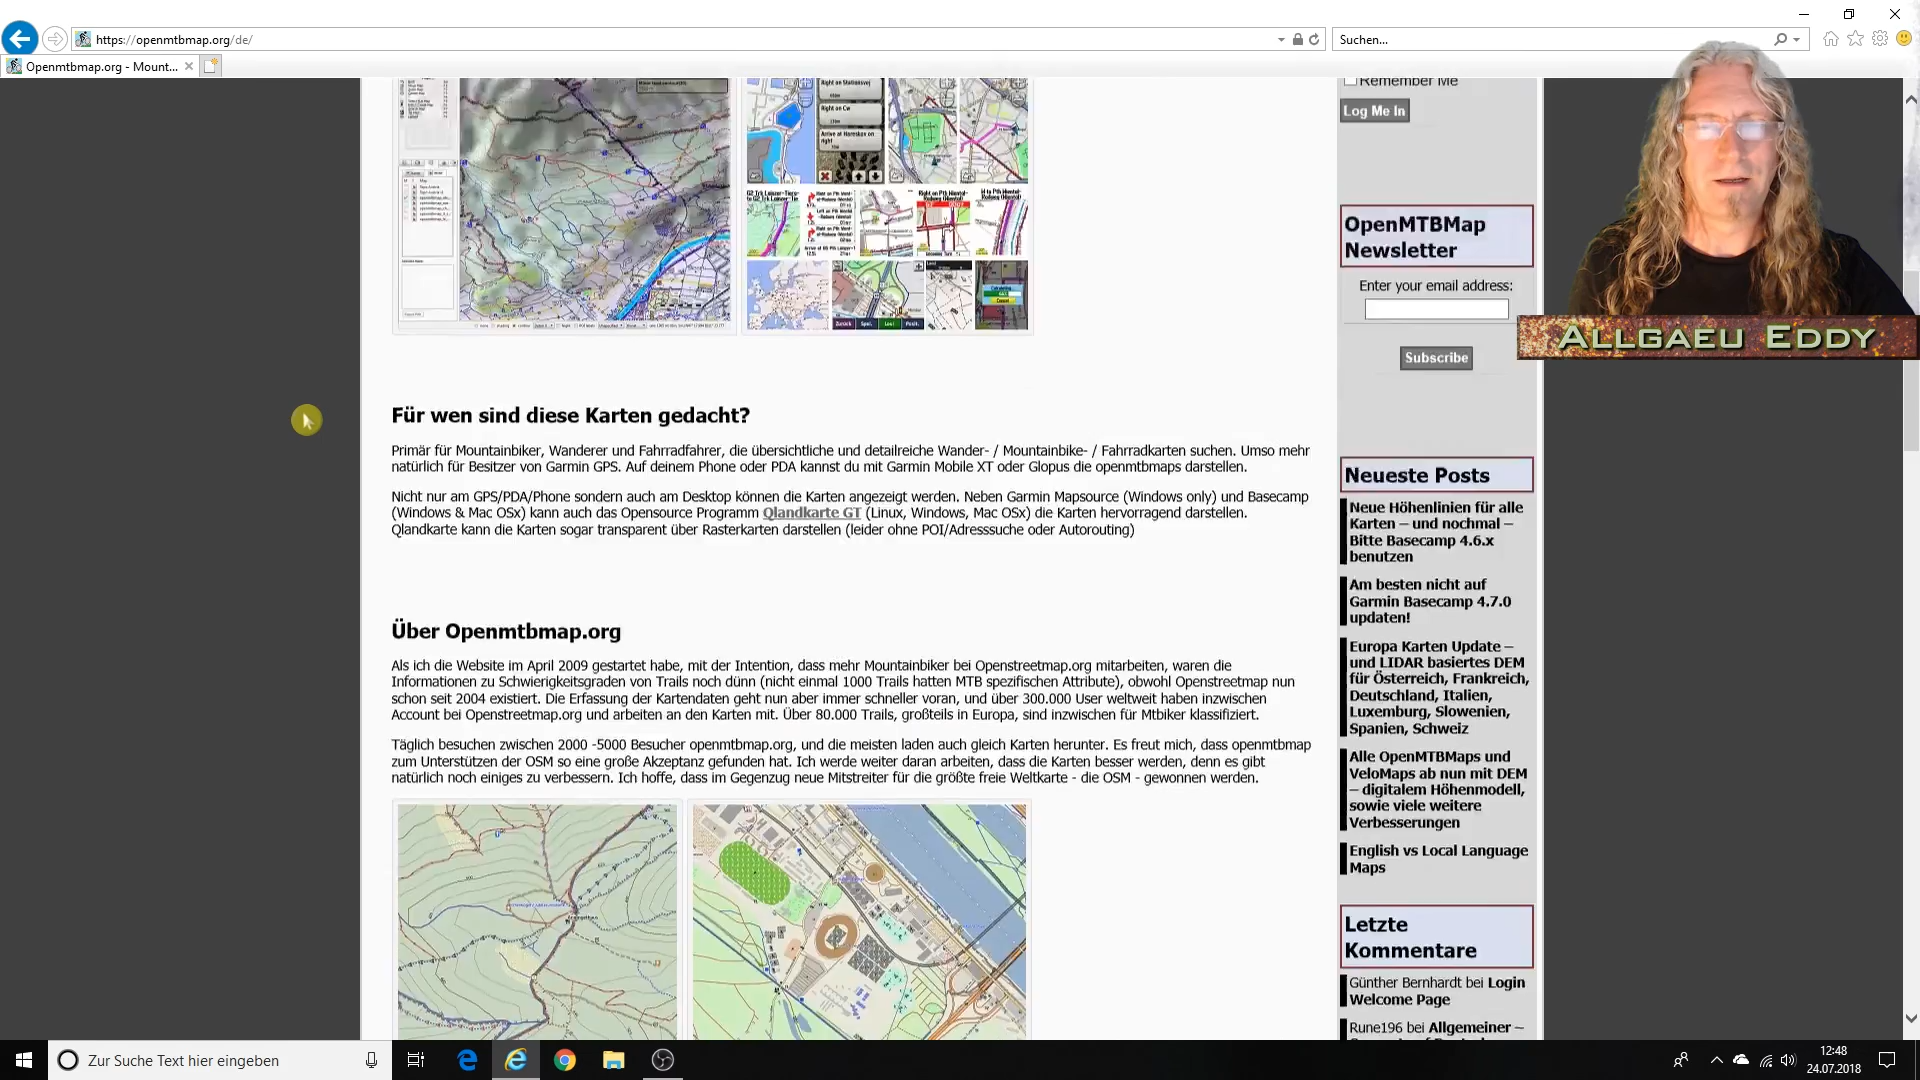 https://openmtbmap.org/de/
Suchen...
Openmtbmap.org - Mount...
Remember Me
Log Me In
OpenMTBMap
Newsletter
Enter your email address:
Subscribe
ALLGAEU EDDY
Für wen sind diese Karten gedacht?
Primär für Mountainbiker, Wanderer und Fahrradfahrer, die übersichtliche und detailreiche Wander- / Mountainbike- / Fahrradkarten suchen. Umso mehr
natürlich für Besitzer von Garmin GPS. Auf deinem Phone oder PDA kannst du mit Garmin Mobile XT oder Glopus die openmtbmaps darstellen.
Nicht nur am GPS/PDA/Phone sondern auch am Desktop können die Karten angezeigt werden. Neben Garmin Mapsource (Windows only) und Basecamp
(Windows & Mac OSx) kann auch das Opensource Programm Qlandkarte GT (Linux, Windows, Mac OSx) die Karten hervorragend darstellen.
Qlandkarte kann die Karten sogar transparent über Rasterkarten darstellen (leider ohne POI/Adresssuche oder Autorouting)
Über Openmtbmap.org
Als ich die Website im April 2009 gestartet habe, mit der Intention, dass mehr Mountainbiker bei Openstreetmap.org mitarbeiten, waren die
Informationen zu Schwierigkeitsgraden von Trails noch dünn (nicht einmal 1000 Trails hatten MTB spezifischen Attribute), obwohl Openstreetmap nun
schon seit 2004 existiert. Die Erfassung der Kartendaten geht nun aber immer schneller voran, und über 300.000 User weltweit haben inzwischen
Account bei Openstreetmap.org und arbeiten an den Karten mit. Über 80.000 Trails, großteils in Europa, sind inzwischen für Mtbiker klassifiziert.
Täglich besuchen zwischen 2000 -5000 Besucher openmtbmap.org, und die meisten laden auch gleich Karten herunter. Es freut mich, dass openmtbmap
zum Unterstützen der OSM so eine große Akzeptanz gefunden hat. Ich werde weiter daran arbeiten, dass die Karten besser werden, denn es gibt
natürlich noch einiges zu verbessern. Ich hoffe, dass im Gegenzug neue Mitstreiter für die größte freie Weltkarte - die OSM - gewonnen werden.
Neueste Posts
Neue Höhenlinien für alle
Karten – und nochmal –
Bitte Basecamp 4.6.x
benutzen
Am besten nicht auf
Garmin Basecamp 4.7.0
updaten!
Europa Karten Update –
und LIDAR basiertes DEM
für Österreich, Frankreich,
Deutschland, Italien,
Luxemburg, Slowenien,
Spanien, Schweiz
Alle OpenMTBMaps und
VeloMaps ab nun mit DEM
– digitalem Höhenmodell,
sowie viele weitere
Verbesserungen
English vs Local Language
Maps
Letzte
Kommentare
Günther Bernhardt bei Login
Welcome Page
Rune196 bei Allgemeiner –
Zur Suche Text hier eingeben
12:48
24.07.2018